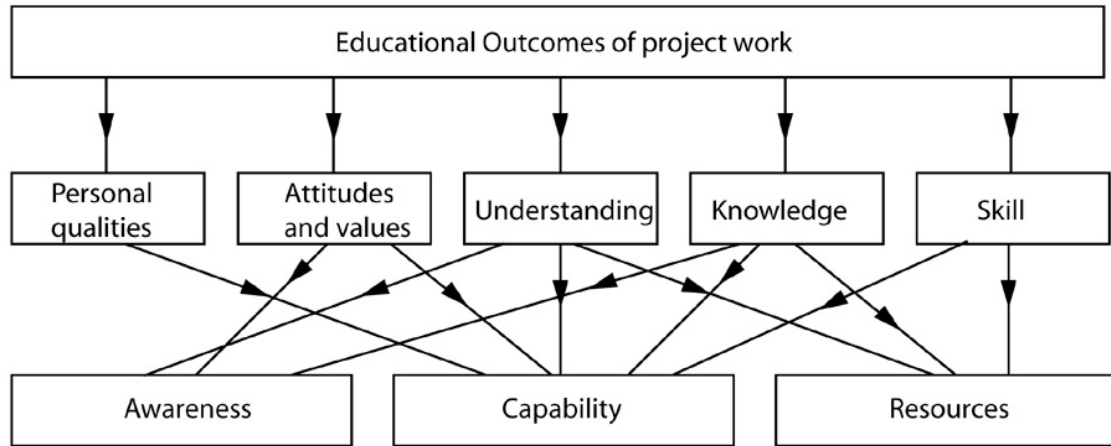 Educational Outcomes of project work
Personal
qualities
Attitudes
and values
Understanding
Knowledge
Skill
Awareness
Capability
Resources